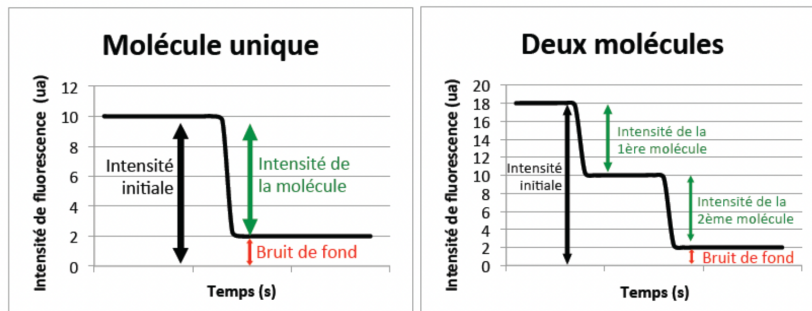 Molécule unique
Intensité de fluorescence (ua)
12
10
8
6
4
2
0
Intensité
initiale
Intensité de
la molécule
Bruit de fond
Temps (s)
Deux molécules
Intensité de fluorescence (ua)
20
18
16
14
12
10
8
6
4
2
0
Intensité
initiale
Intensité de la
1ère molécule
Intensité de la
2ème molécule
Bruit de fond
Temps (s)